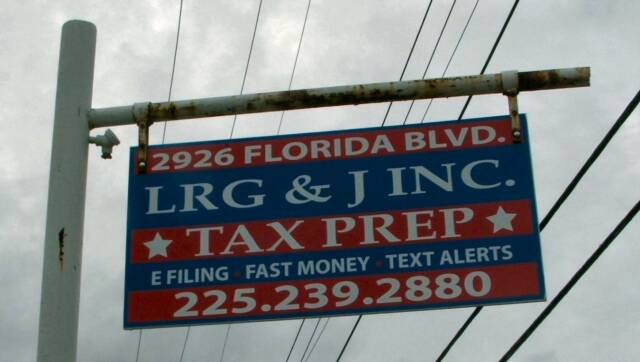 2926 FLORIDA BLVD.
LRG & J INC.
TAX PREP
E FILING • FAST MONEY • TEXT ALERTS
225.239.2880